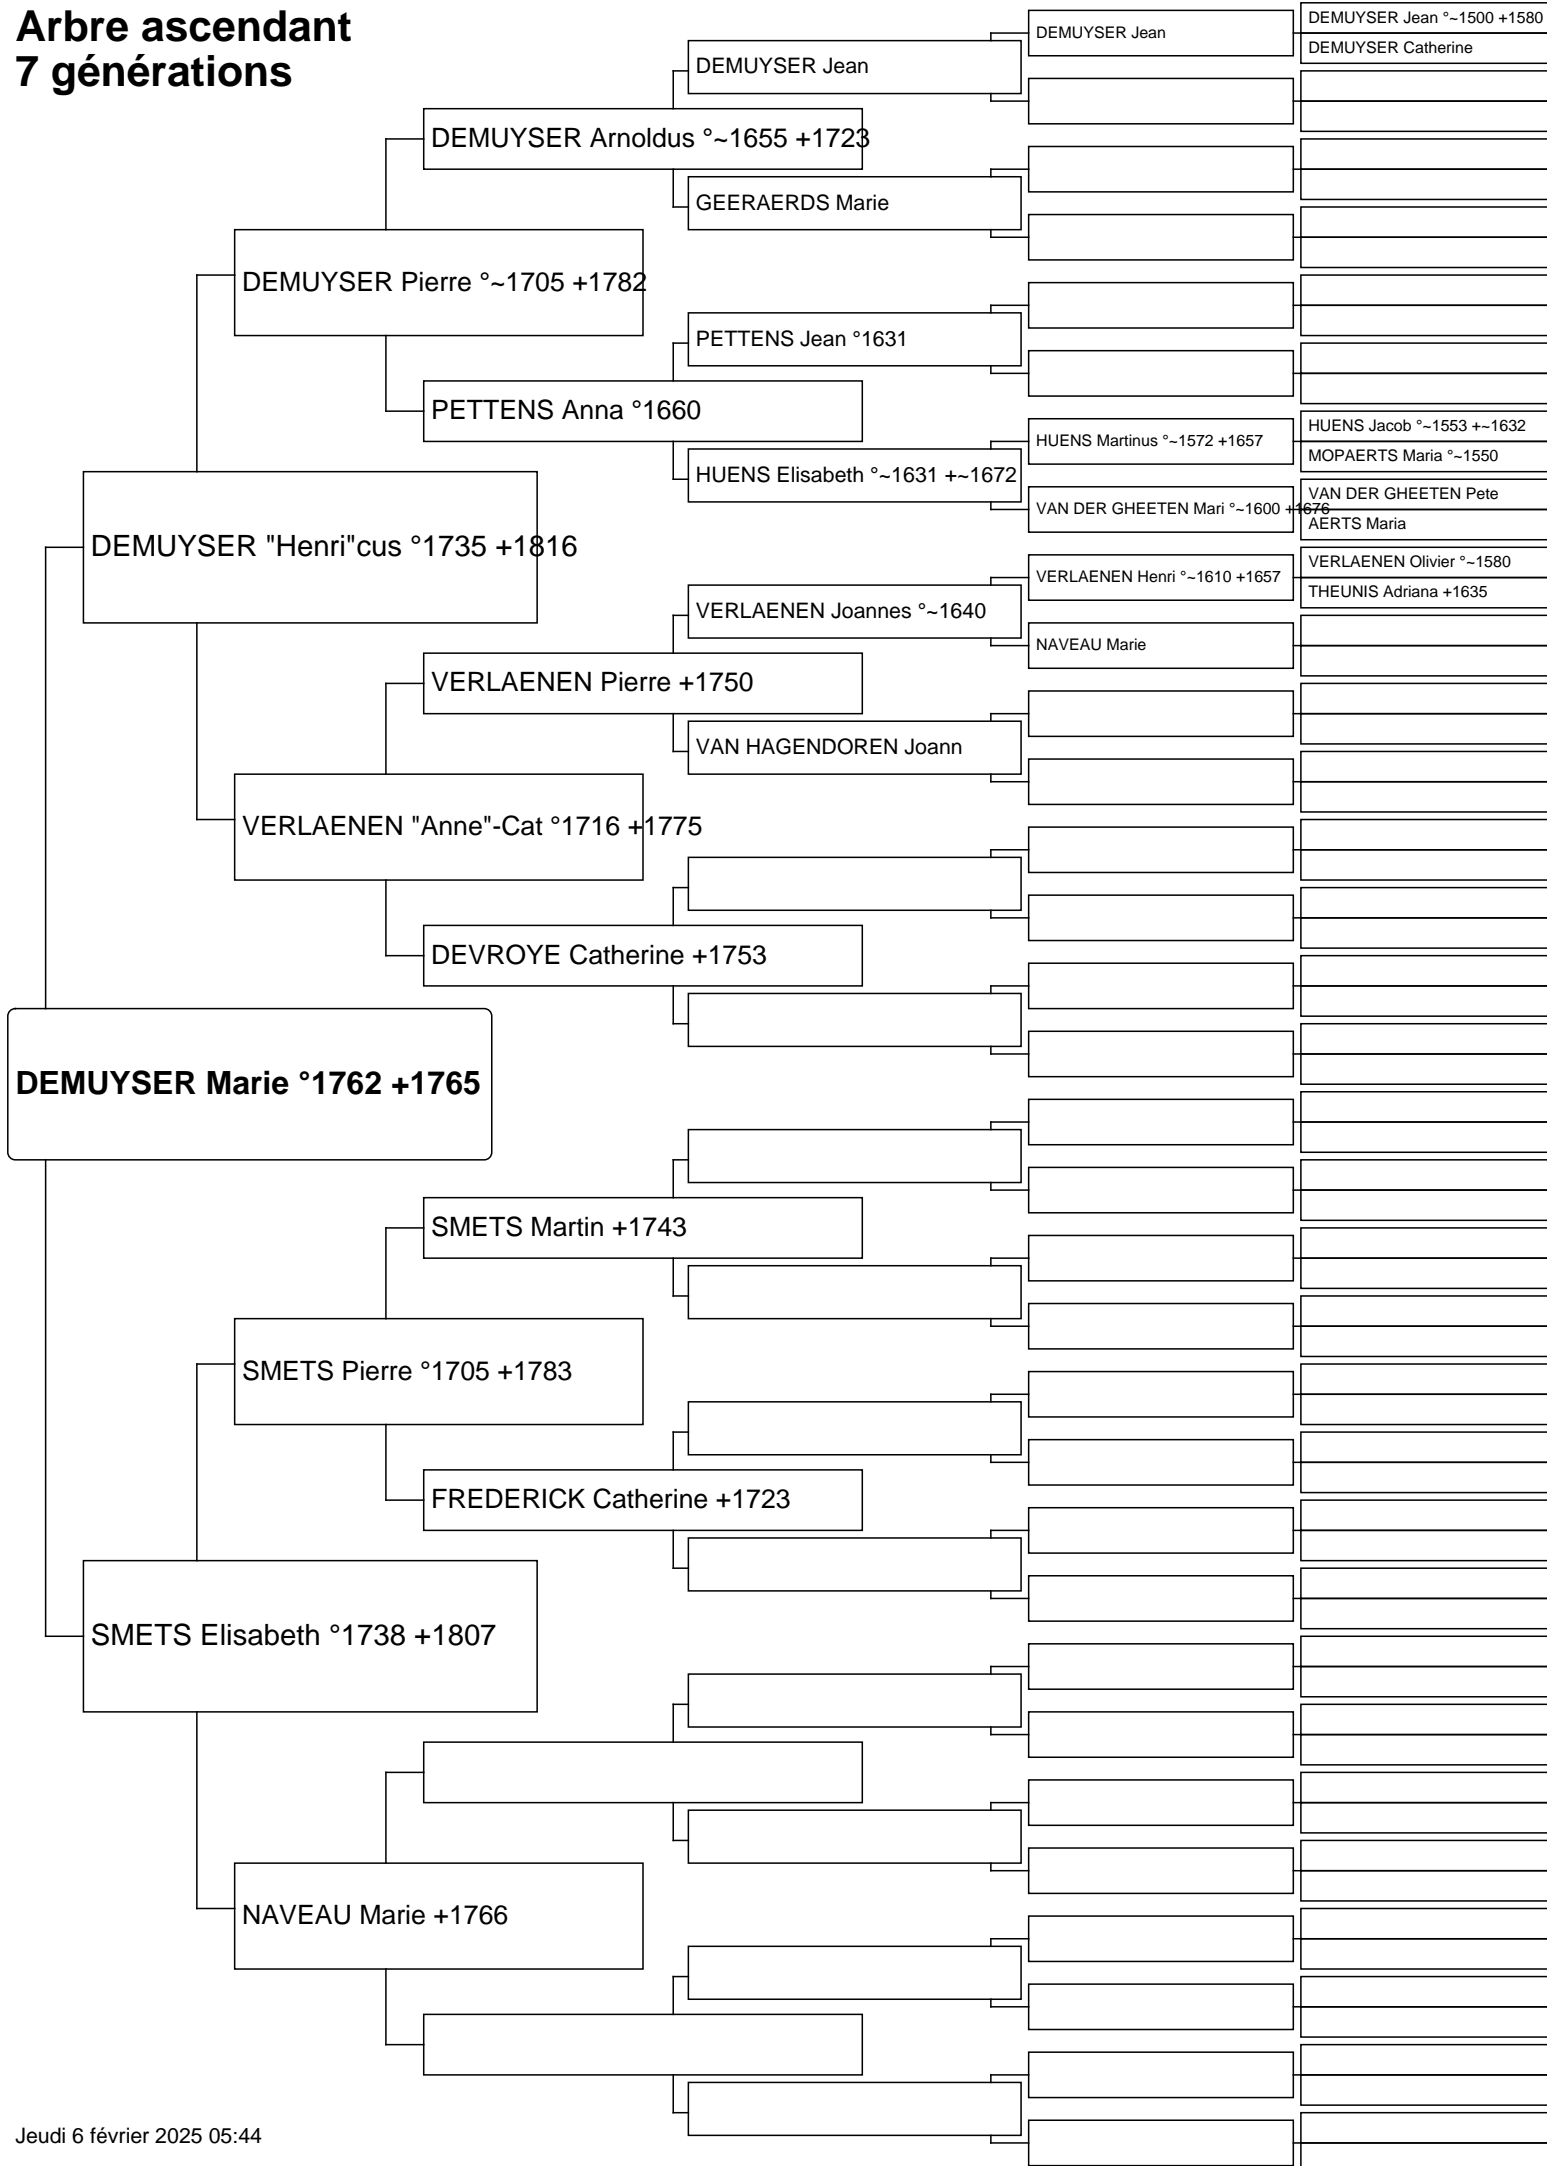 Arbre ascendant
7 générations
DEMUYSER Jean °~1500 +1580
DEMUYSER Jean
DEMUYSER Catherine
DEMUYSER Jean
DEMUYSER Arnoldus °~1655 +1723
GEERAERDS Marie
DEMUYSER Pierre °~1705 +1782
PETTENS Jean °1631
PETTENS Anna °1660
HUENS Jacob °~1553 +~1632
HUENS Martinus °~1572 +1657
MOPAERTS Maria °~1550
HUENS Elisabeth °~1631 +~1672
VAN DER GHEETEN Pete
VAN DER GHEETEN Mari °~1600 +1676
AERTS Maria
DEMUYSER "Henri"cus °1735 +1816
VERLAENEN Olivier °~1580
VERLAENEN Henri °~1610 +1657
THEUNIS Adriana +1635
VERLAENEN Joannes °~1640
NAVEAU Marie
VERLAENEN Pierre +1750
VAN HAGENDOREN Joann
VERLAENEN "Anne"-Cat °1716 +1775
DEVROYE Catherine +1753
DEMUYSER Marie °1762 +1765
SMETS Martin +1743
SMETS Pierre °1705 +1783
FREDERICK Catherine +1723
SMETS Elisabeth °1738 +1807
NAVEAU Marie +1766
Jeudi 6 février 2025 05:44